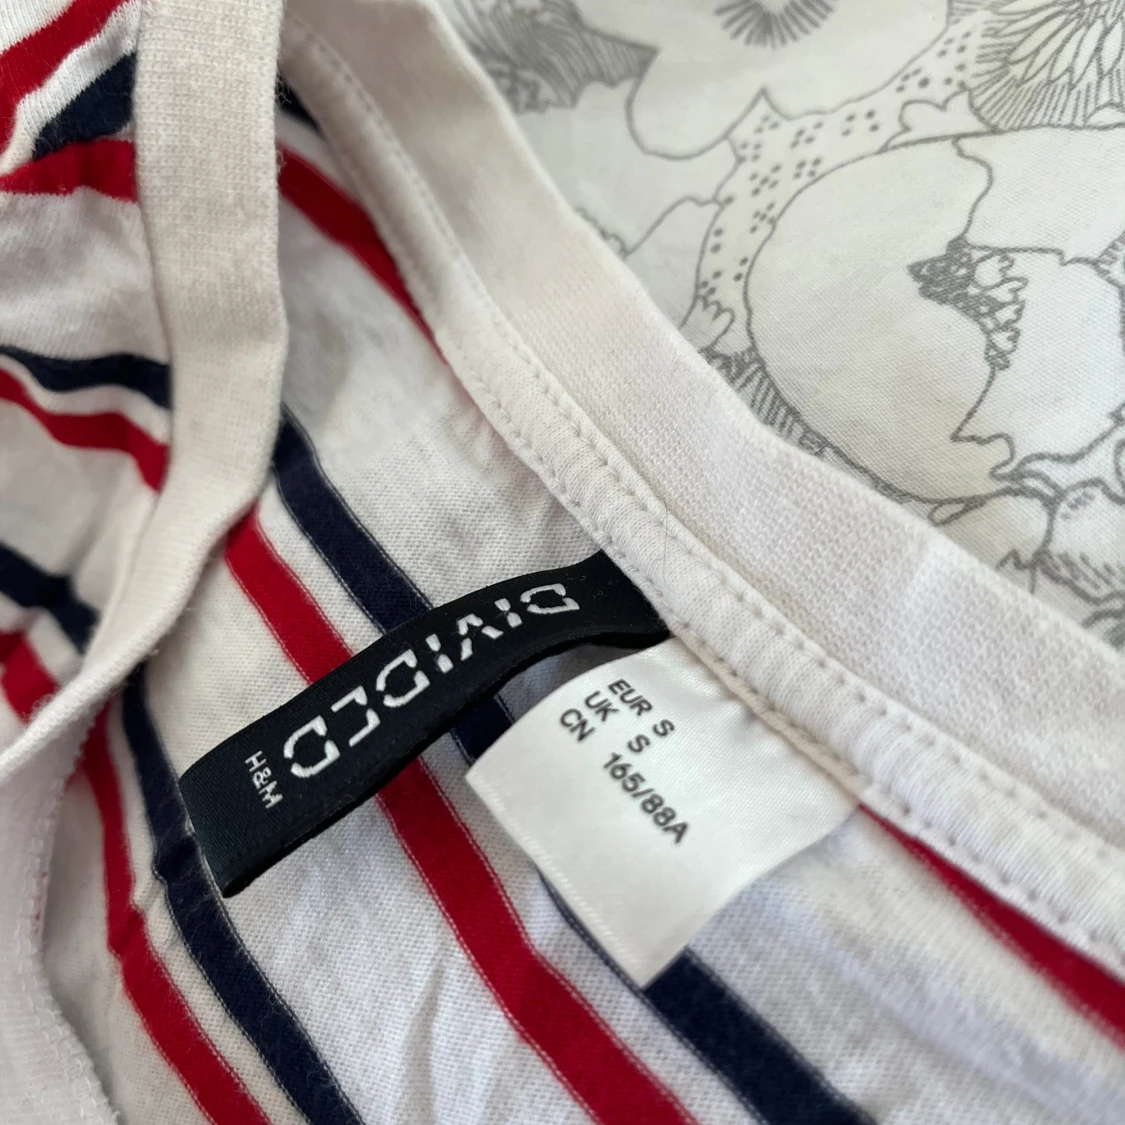 DIVIDED
H&M
EUR S
UK S
CN 165/88A